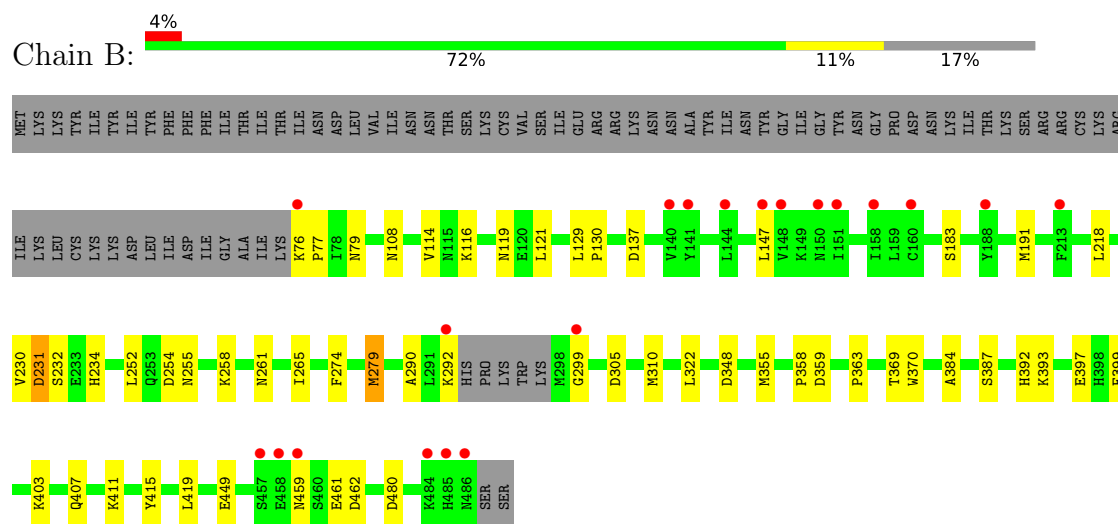 4%
Chain B:
72% 11% 17%
MET LYS LYS TYR ILE TYR ILE TYR PHE PHE PHE ILE ILE THR ILE THR ILE ASN ASP LEU VAL ILE ASN ASN THR SER LYS CYS VAL SER ILE GLU ARG ARG LYS ASN ASN ALA TYR ILE ASN TYR GLY ILE GLY TYR ASN GLY PRO ASP ASN LYS ILE THR LYS SER ARG ARG CYS LYS ARG
ILE LYS LEU CYS LYS LYS ASP LEU ILE ASP ILE GLY ALA ILE LYS K76 P77 I78 N79 N108 V114 N115 K116 N119 E120 L121 L129 P130 D137 V140 Y141 L144 L147 V148 K149 N150 I151 I158 L159 C160 S183 Y188 M191 F213 L218
V230 D231 S232 E233 H234 L252 Q253 D254 N255 K258 N261 I265 F274 M279 A290 L291 K292 HIS PRO LYS TRP LYS M298 G299 D305 M310 L322 D348 M355 P358 D359 P363 T369 W370 A384 S387 H392 K393 E397 H398
K403 Q407 K411 Y415 L419 E449 S457 E458 N459 S460 E461 D462 D480 K484 H485 N486 SER SER